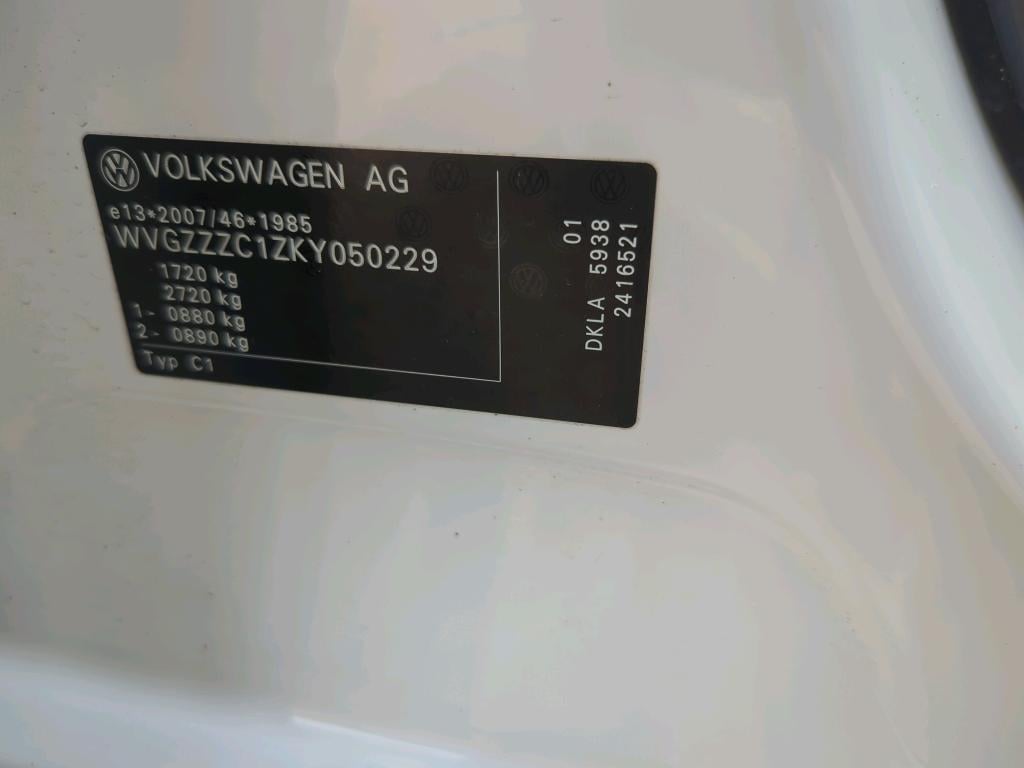 VOLKSWAGEN AG
e13*2007/46*1985
WVGZZZC1ZKY050229
1720 kg
2720 kg
1- 0880 kg
2- 0890 kg
Typ C1
01
DKLA 5938
2416521